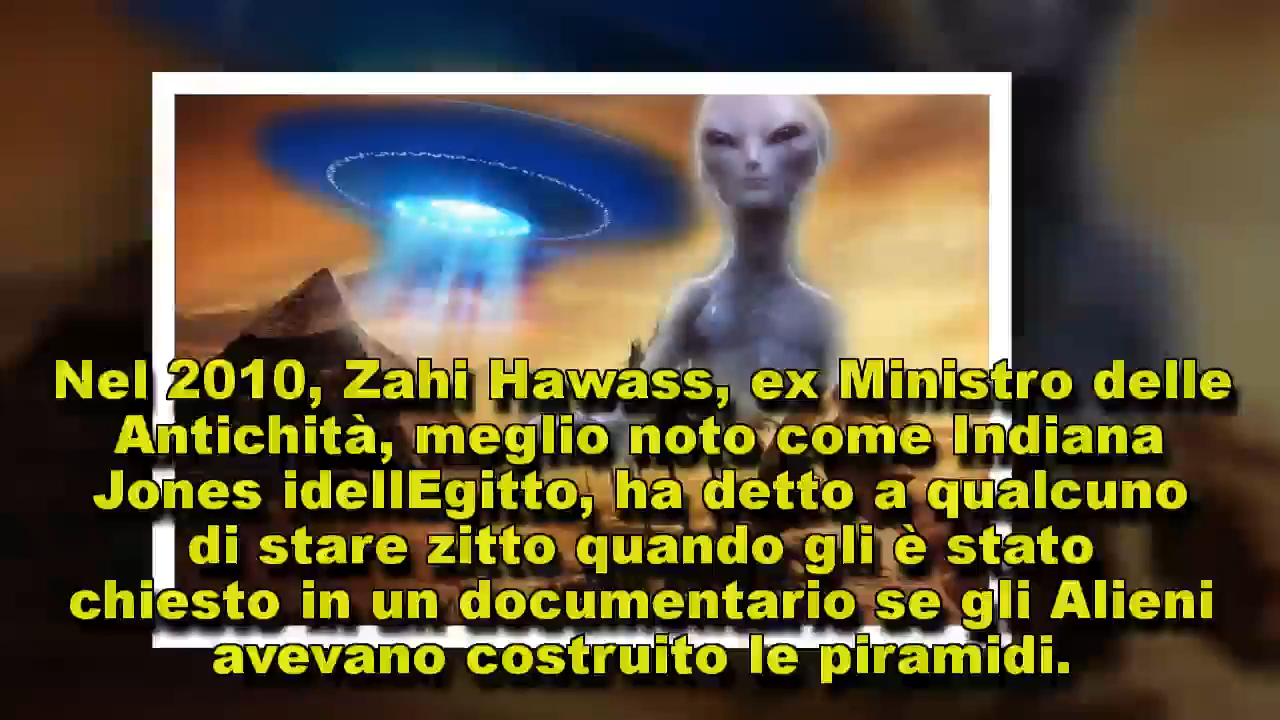 Nel 2010, Zahi Hawass, ex Ministro delle
Antichità, meglio noto come Indiana
Jones idellEgitto, ha detto a qualcuno
di stare zitto quando gli è stato
chiesto in un documentario se gli Alieni
avevano costruito le piramidi.